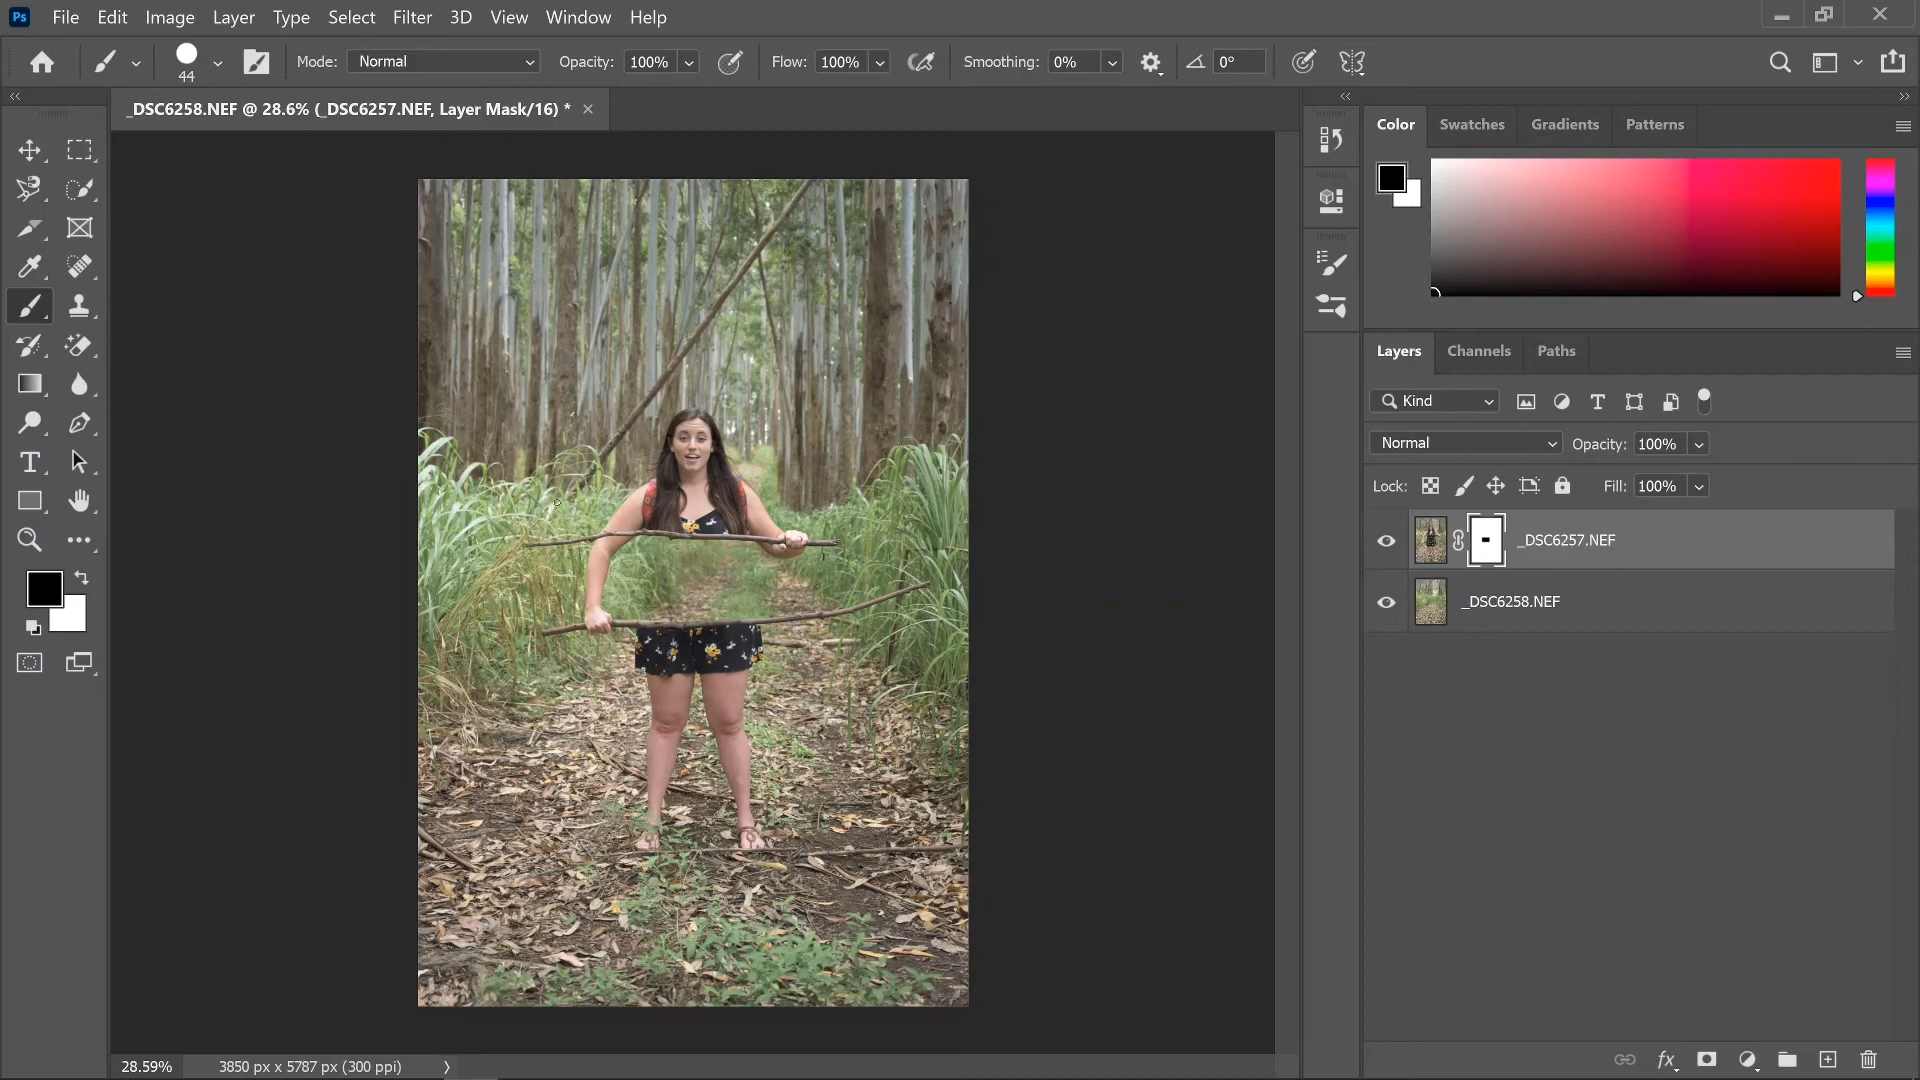 Ps File Edit Image Layer Type Select Filter 3D View Window Help
44 Mode: Normal Opacity: 100% Flow: 100% Smoothing: 0% 0°
_DSC6258.NEF @ 28.6% (_DSC6257.NEF, Layer Mask/16) *
Color Swatches Gradients Patterns
Layers Channels Paths
Kind
Normal Opacity: 100%
Lock: Fill: 100%
_DSC6257.NEF
_DSC6258.NEF
fx
28.59% 3850 px x 5787 px (300 ppi)